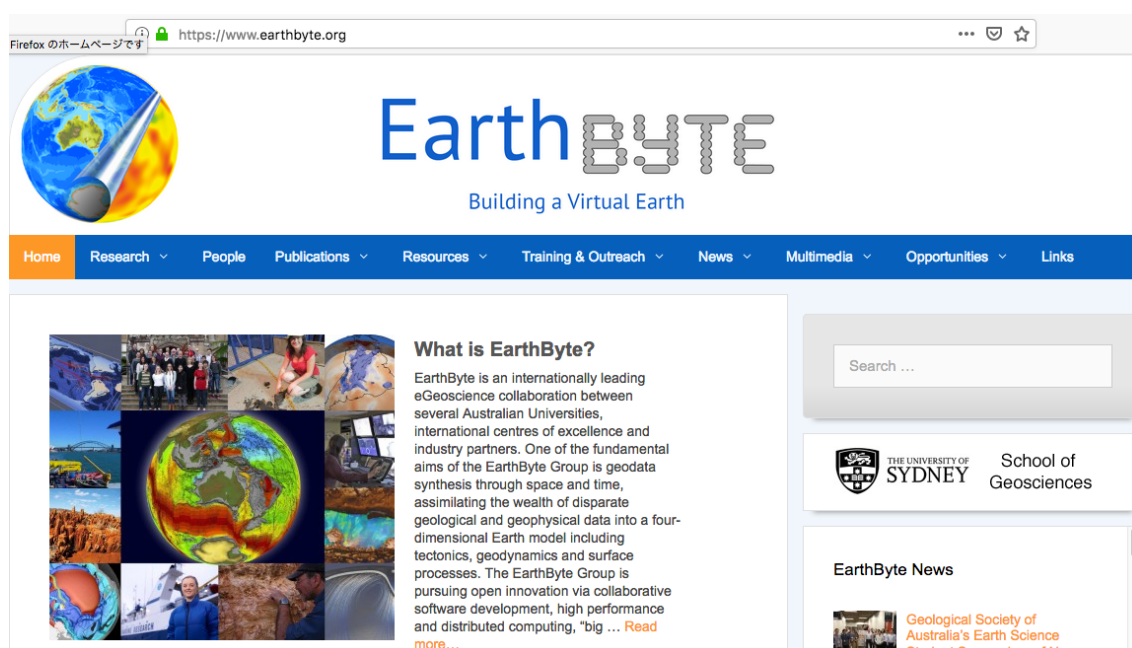 https://www.earthbyte.org
Firefox のホームページです
Earth BYTE
Building a Virtual Earth
Home Research People Publications Resources Training & Outreach News Multimedia Opportunities Links
What is EarthByte?
EarthByte is an internationally leading
eGeoscience collaboration between
several Australian Universities,
international centres of excellence and
industry partners. One of the fundamental
aims of the EarthByte Group is geodata
synthesis through space and time,
assimilating the wealth of disparate
geological and geophysical data into a four-
dimensional Earth model including
tectonics, geodynamics and surface
processes. The EarthByte Group is
pursuing open innovation via collaborative
software development, high performance
and distributed computing, "big … Read
more…
Search …
THE UNIVERSITY OF
SYDNEY
School of
Geosciences
EarthByte News
Geological Society of
Australia's Earth Science